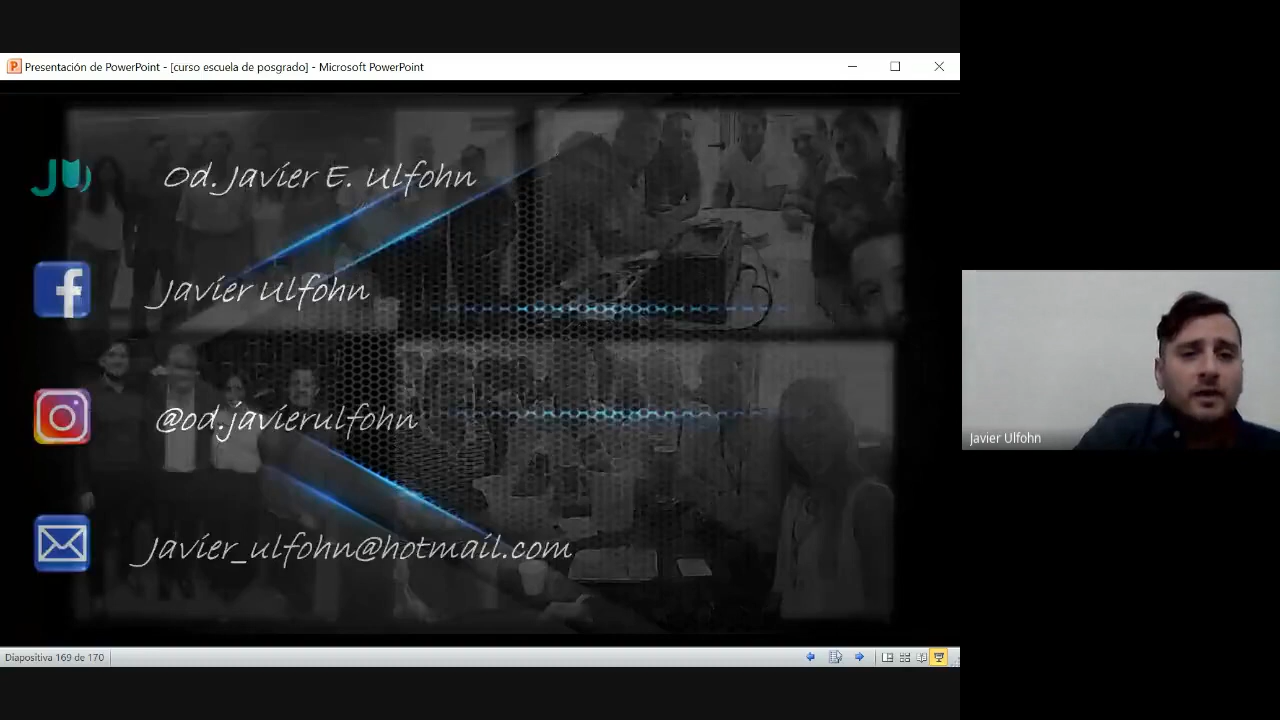 Presentación de PowerPoint - [curso escuela de posgrado] - Microsoft PowerPoint
JU
Od. Javier E. Ulfohn
Javier Ulfohn
@od.javierulfohn
Javier_ulfohn@hotmail.com
Javier Ulfohn
Diapositiva 169 de 170